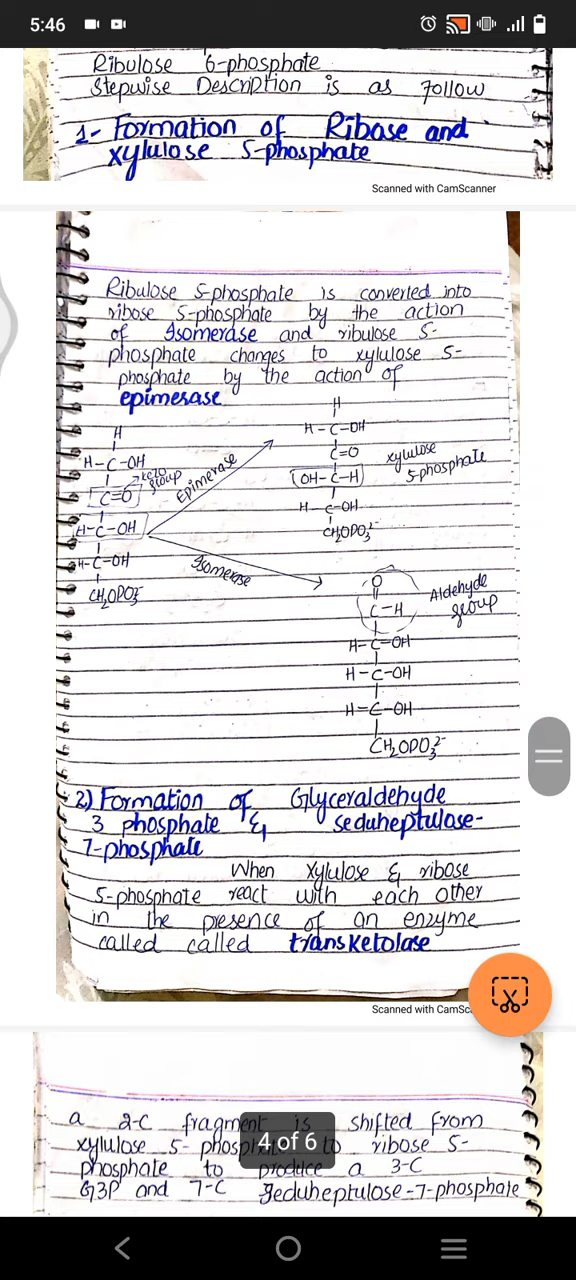 5:46
Ribulose 6-phosphate
Stepwise Description is as follow
1- Formation of Ribase and
xylulose 5-phosphate
Scanned with CamScanner
Ribulose 5-phosphate is converted into
ribose 5-phosphate by the action
of Isomerase and ribulose 5-
phosphate changes to xylulose 5-
phosphate by the action of
epimerase
H
H-C-OH
C=O
keto
group
H-C-OH
H-C-OH
CH₂OPO₃²⁻
Epimerase
Isomerase
H
H-C-OH
C=O
OH-C-H
H-C-OH
CH₂OPO₃²⁻
xylulose
5-phosphate
O
C-H
Aldehyde
group
H-C-OH
H-C-OH
H-C-OH
CH₂OPO₃²⁻
2) Formation of Glyceraldehyde
3 phosphate & seduheptulose-
7-phosphate
When xylulose & ribose
5-phosphate react with each other
in the presence of an enzyme
called called transketolase
Scanned with CamSc
a 2-C fragment is shifted from
xylulose 5-phosp to ribose 5-
phosphate to produce a 3-C
G3P and 7-C Seduheptulose-7-phosphate
4 of 6